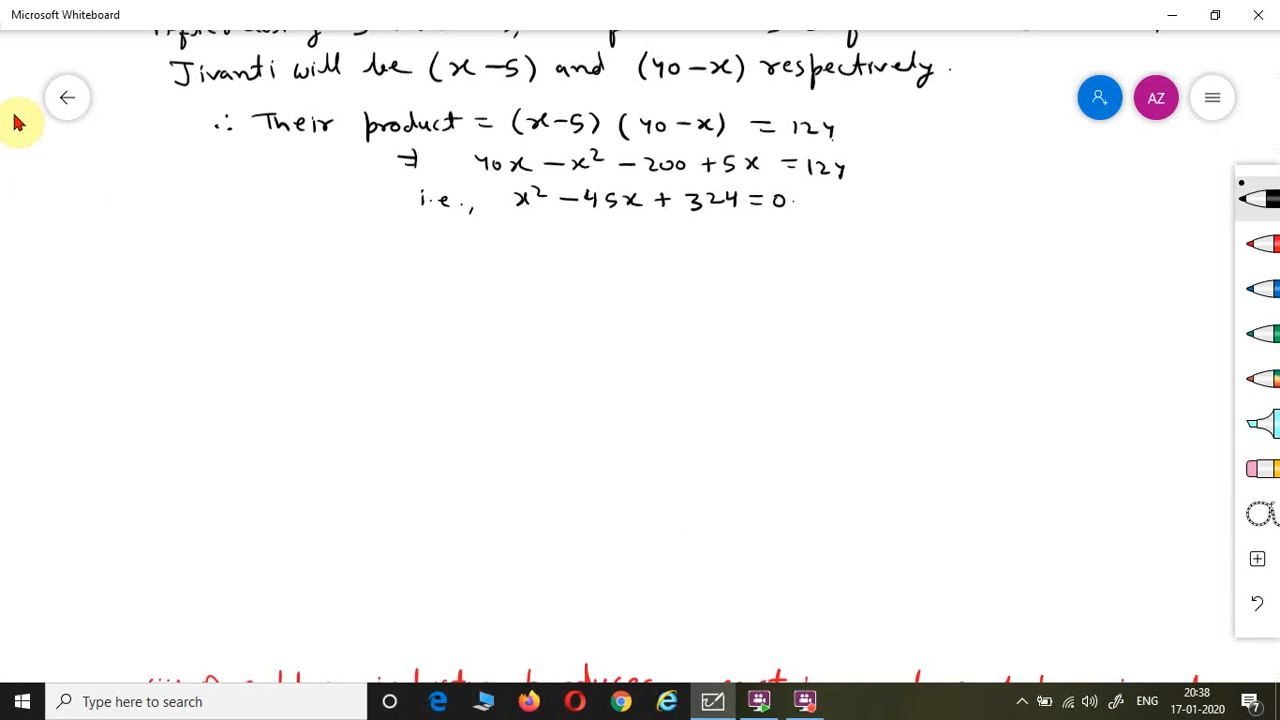 Microsoft Whiteboard
Jivanti will be (x-5) and (40-x) respectively.
∴ Their product = (x-5) (40-x) = 124
⇒ 40x - x² - 200 + 5x = 124
i.e., x² - 45x + 324 = 0.
AZ
Type here to search
ENG
20:38
17-01-2020
7